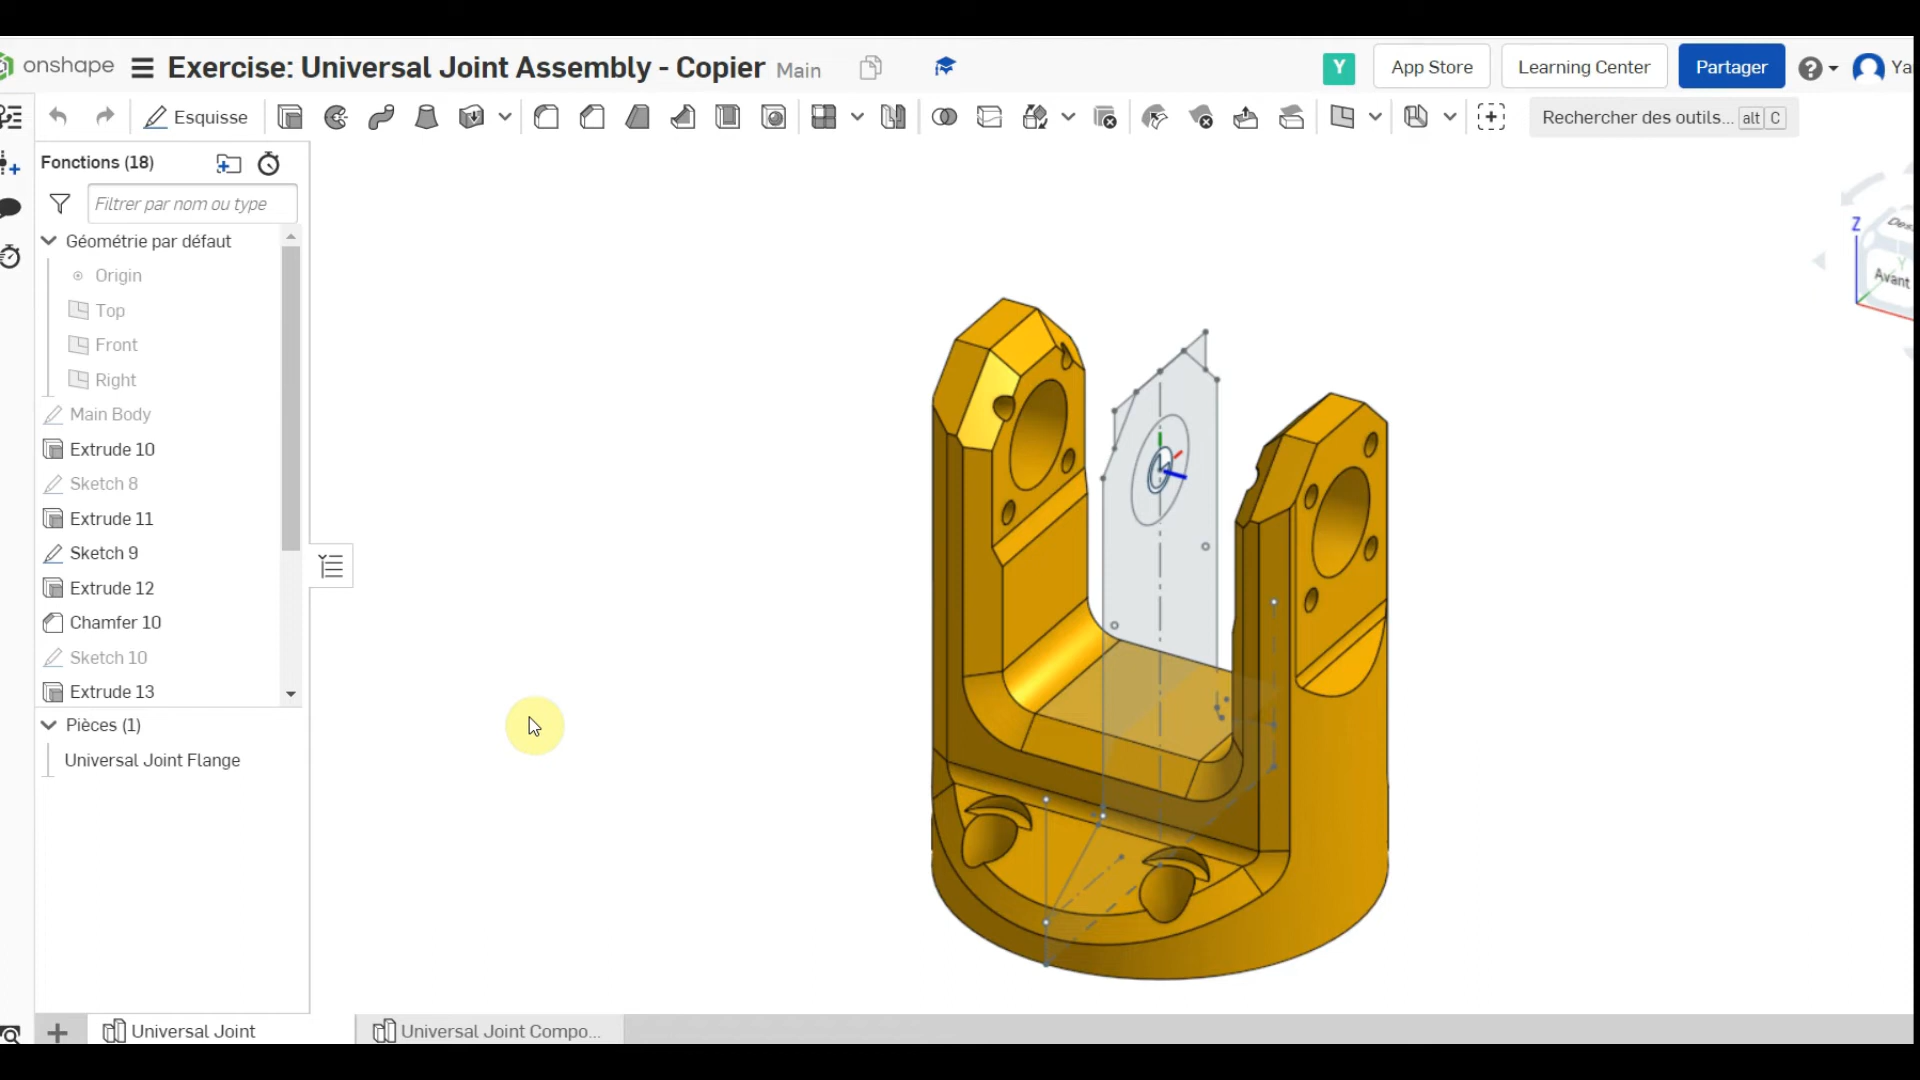 onshape Exercise: Universal Joint Assembly - Copier Main Y App Store Learning Center Partager ? Ya
Esquisse Rechercher des outils... alt C
Fonctions (18)
Filtrer par nom ou type
Géométrie par défaut
Origin
Top
Front
Right
Main Body
Extrude 10
Sketch 8
Extrude 11
Sketch 9
Extrude 12
Chamfer 10
Sketch 10
Extrude 13
Pièces (1)
Universal Joint Flange
Z
Avant
Universal Joint Universal Joint Compo...